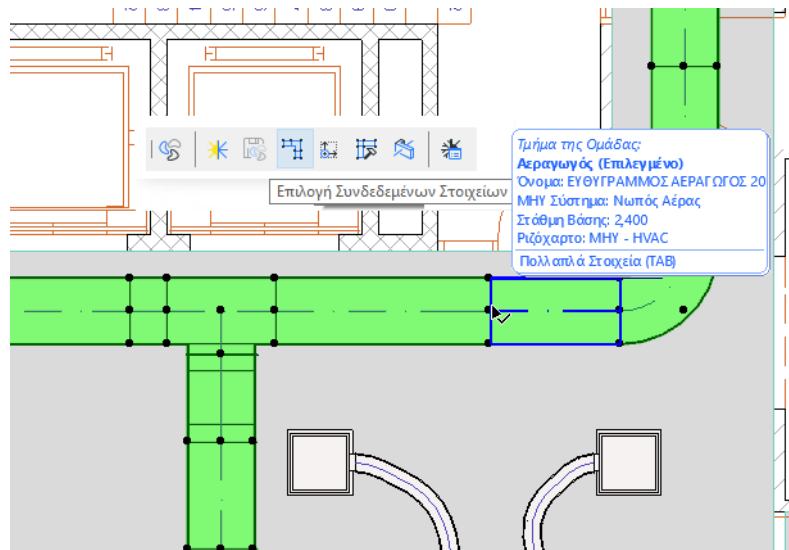 Τμήμα της Ομάδας:
Αεραγωγός (Επιλεγμένο)
Όνομα: ΕΥΘΥΓΡΑΜΜΟΣ ΑΕΡΑΓΩΓΟΣ 20
ΜΗΥ Σύστημα: Νωπός Αέρας
Στάθμη Βάσης: 2,400
Ριζόχαρτο: ΜΗΥ - HVAC
Πολλαπλά Στοιχεία (TAB)
Επιλογή Συνδεδεμένων Στοιχείων